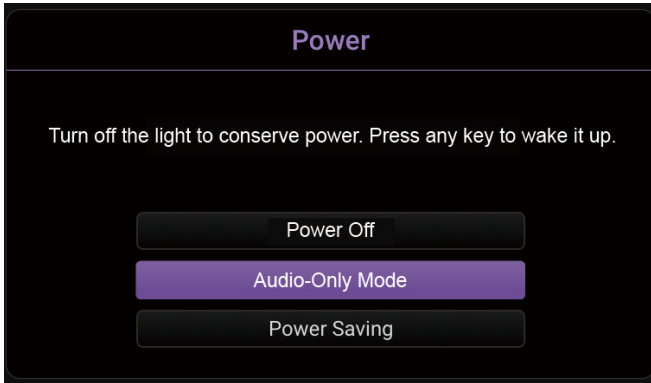 Power
Turn off the light to conserve power. Press any key to wake it up.
Power Off
Audio-Only Mode
Power Saving